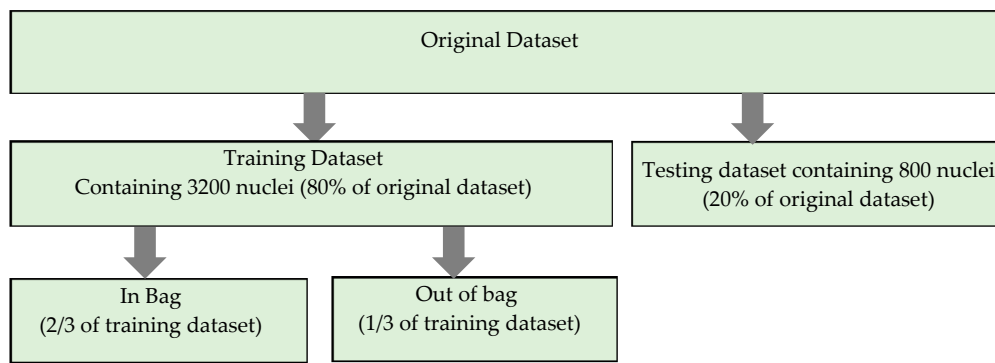 Original Dataset
Training Dataset
Containing 3200 nuclei (80% of original dataset)
Testing dataset containing 800 nuclei
(20% of original dataset)
In Bag
(2/3 of training dataset)
Out of bag
(1/3 of training dataset)